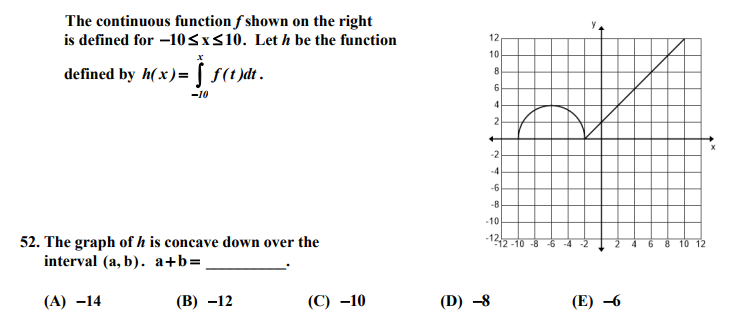 The continuous function f shown on the right
is defined for −10≤x≤10. Let h be the function
defined by h(x)= ∫ from −10 to x f(t)dt.
52. The graph of h is concave down over the
interval (a,b). a+b= __________.
(A) −14 (B) −12 (C) −10 (D) −8 (E) −6
y
12
10
8
6
4
2
-2
-4
-6
-8
-10
-12
-12 -10 -8 -6 -4 -2 2 4 6 8 10 12
x